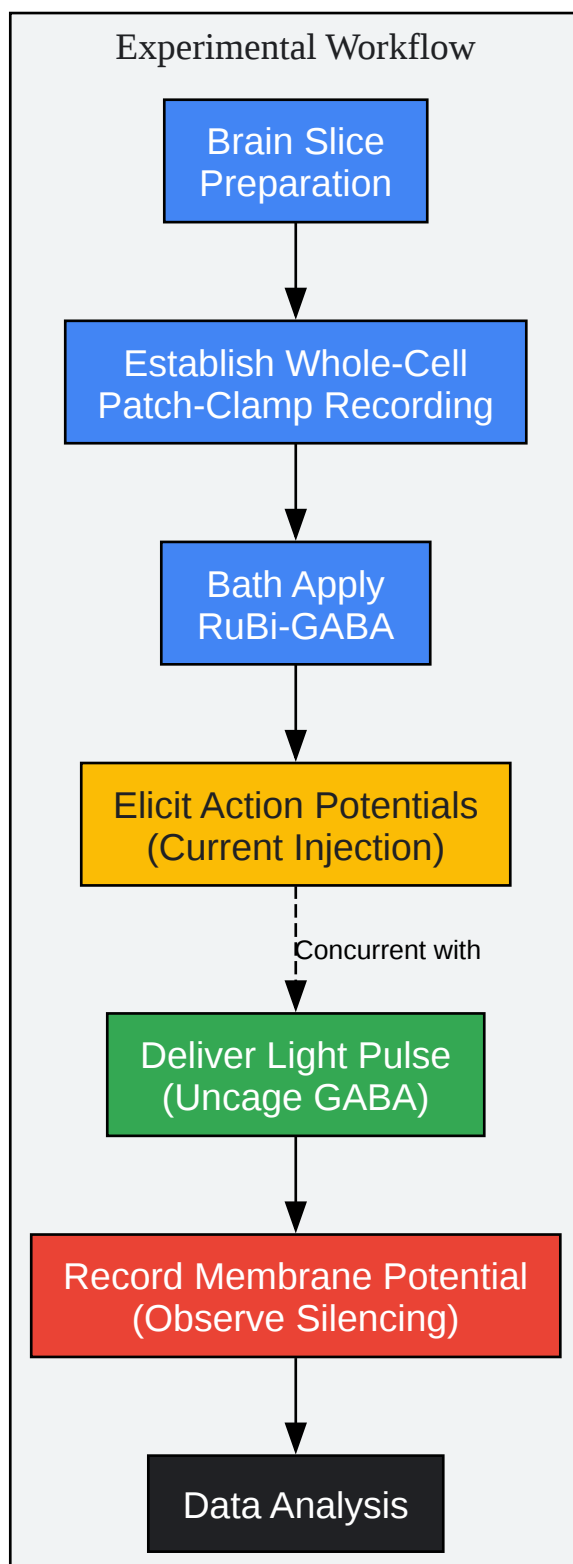 Experimental Workflow
Brain Slice
Preparation
Establish Whole-Cell
Patch-Clamp Recording
Bath Apply
RuBi-GABA
Elicit Action Potentials
(Current Injection)
Concurrent with
Deliver Light Pulse
(Uncage GABA)
Record Membrane Potential
(Observe Silencing)
Data Analysis